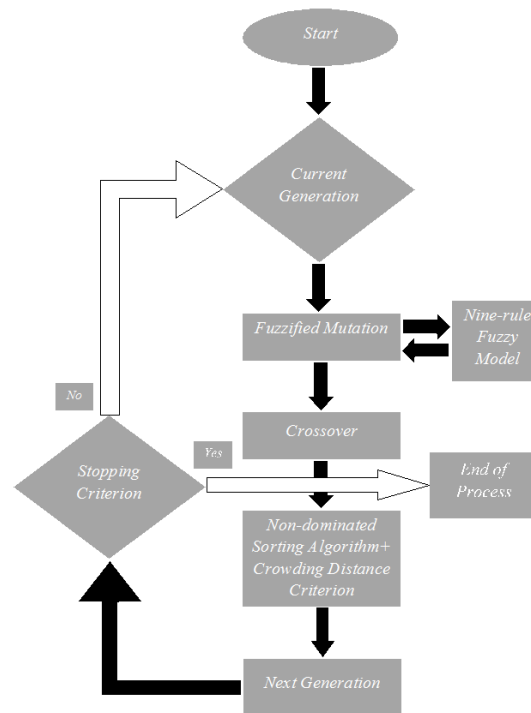 Start
Current
Generation
Fuzzified Mutation
Nine-rule
Fuzzy
Model
No
Crossover
Yes
Stopping
Criterion
End of
Process
Non-dominated
Sorting Algorithm+
Crowding Distance
Criterion
Next Generation